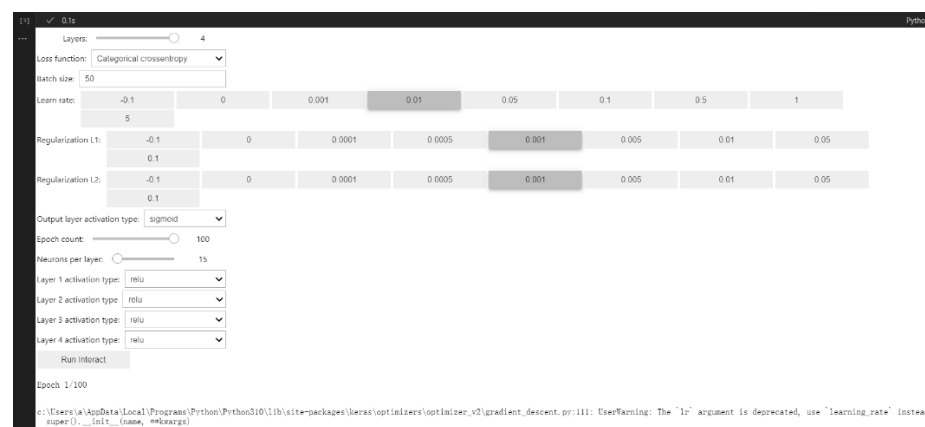 [3] ✓ 0.1s Pytho
... Layers: 4
Loss function: Categorical crossentropy
Batch size: 50
Learn rate: -0.1 0 0.001 0.01 0.05 0.1 0.5 1
5
Regularization L1: -0.1 0 0.0001 0.0005 0.001 0.005 0.01 0.05
0.1
Regularization L2: -0.1 0 0.0001 0.0005 0.001 0.005 0.01 0.05
0.1
Output layer activation type: sigmoid
Epoch count: 100
Neurons per layer: 15
Layer 1 activation type: relu
Layer 2 activation type relu
Layer 3 activation type: relu
Layer 4 activation type: relu
Run Interact
Epoch 1/100
c:\Users\a\AppData\Local\Programs\Python\Python310\lib\site-packages\keras\optimizers\optimizer_v2\gradient_descent.py:111: UserWarning: The `lr` argument is deprecated, use `learning_rate` instea
super().__init__(name, **kwargs)